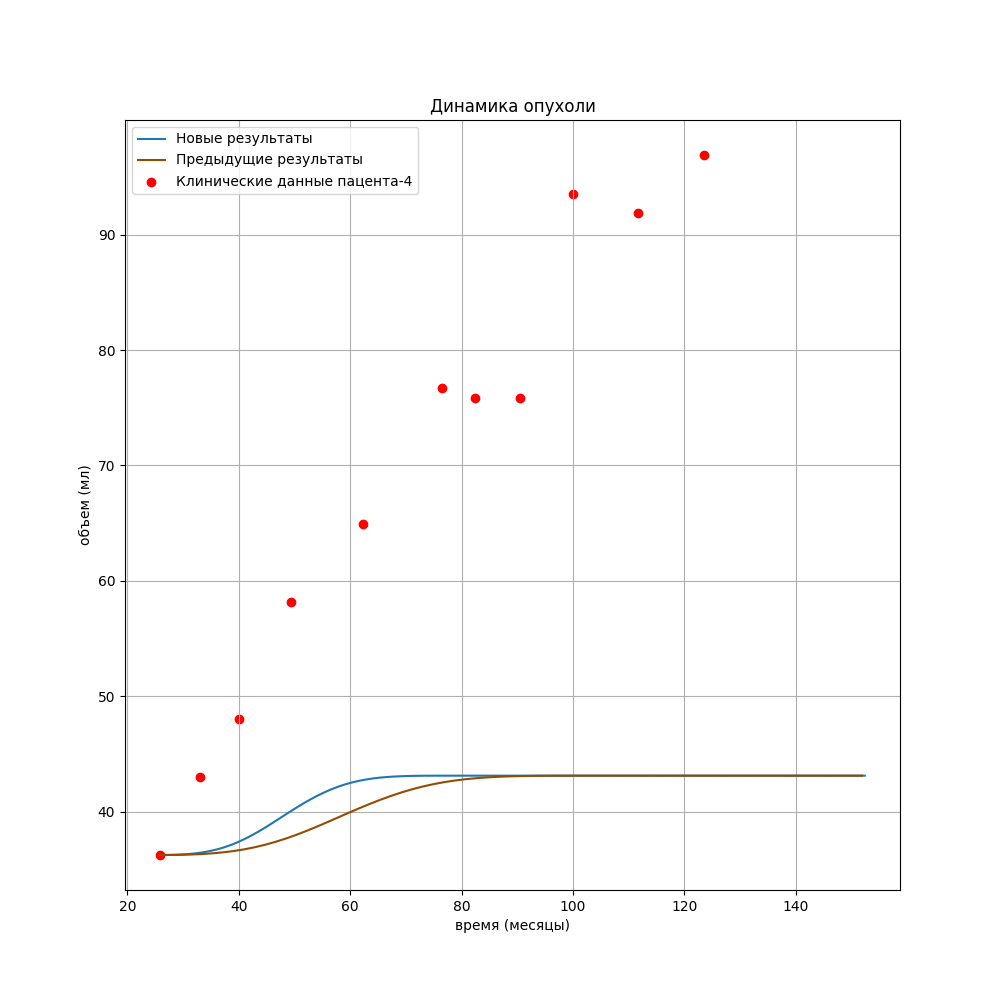 Динамика опухоли
Новые результаты
Предыдущие результаты
Клинические данные пацента-4
90
80
70
60
50
40
объем (мл)
20 40 60 80 100 120 140
время (месяцы)